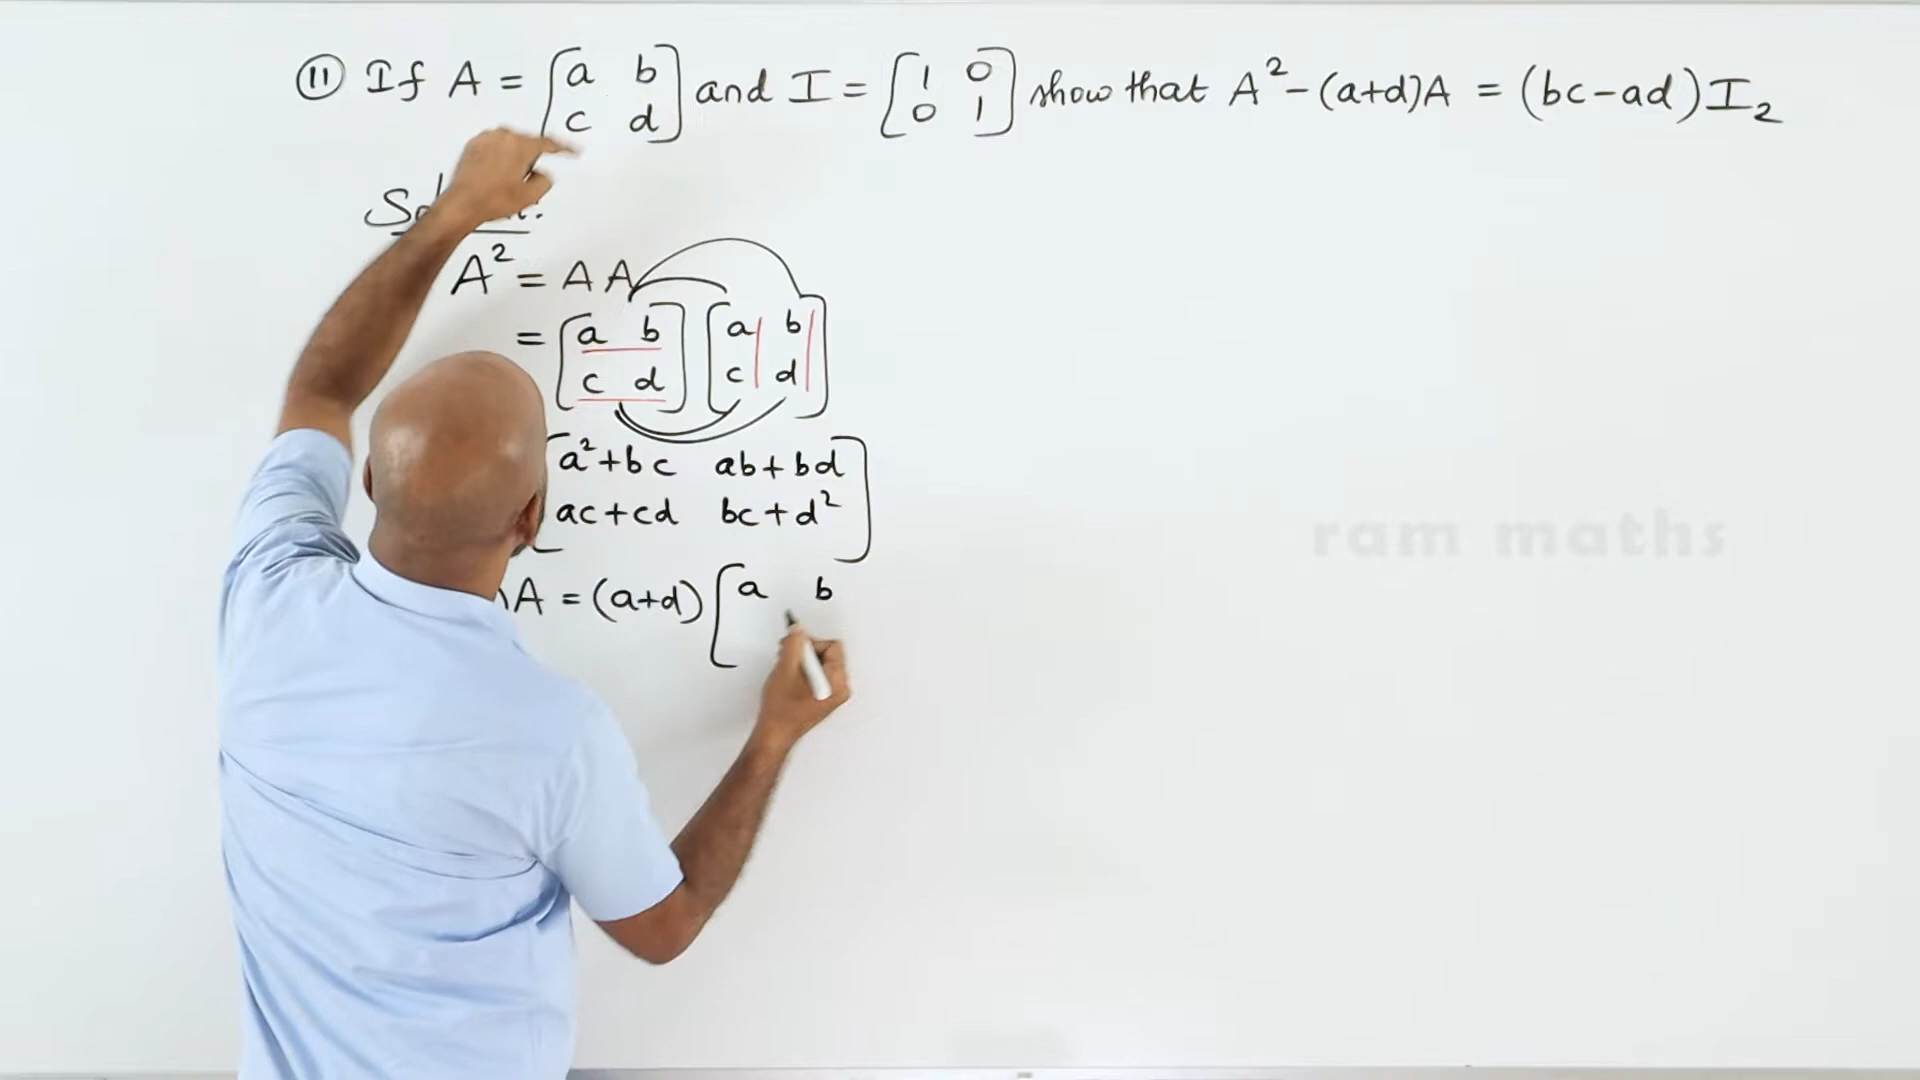 ⑪ If A = [a b
c d] and I = [1 0
0 1] show that A² - (a+d)A = (bc-ad)I₂
A² = A A
= [a b
c d] [a b
c d]
[a²+bc ab+bd
ac+cd bc+d²]
)A = (a+d) [a b
ram maths